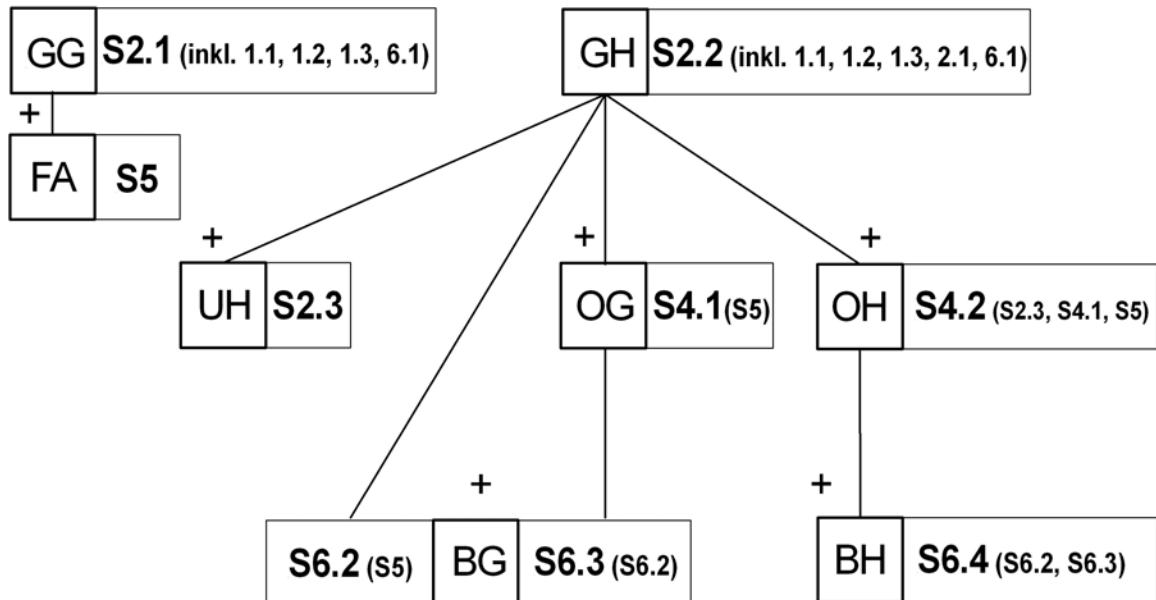 GG S2.1 (inkl. 1.1, 1.2, 1.3, 6.1)
GH S2.2 (inkl. 1.1, 1.2, 1.3, 2.1, 6.1)
+
FA S5
+
+
+
UH S2.3
OG S4.1 (S5)
OH S4.2 (S2.3, S4.1, S5)
+
+
S6.2 (S5) BG S6.3 (S6.2)
BH S6.4 (S6.2, S6.3)